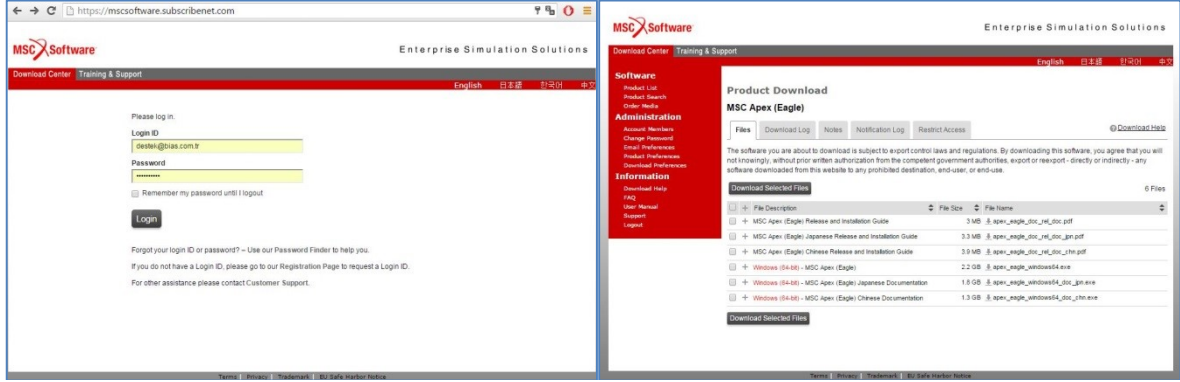 https://mscsoftware.subscribenet.com
MSC Software
Enterprise Simulation Solutions
Download Center Training & Support
English 日本語 한국어 中文
Please log in.
Login ID
destek@bias.com.tr
Password
••••••••••
Remember my password until I logout
Login
Forgot your login ID or password? – Use our Password Finder to help you.
If you do not have a Login ID, please go to our Registration Page to request a Login ID.
For other assistance please contact Customer Support.
Terms | Privacy | Trademark | EU Safe Harbor Notice
MSC Software
Enterprise Simulation Solutions
Download Center Training & Support
English 日本語 한국어 中文
Software
Product List
Product Search
Order Media
Administration
Account Members
Change Password
Email Preferences
Product Preferences
Download Preferences
Information
Download Help
FAQ
User Manual
Support
Logout
Product Download
MSC Apex (Eagle)
Files Download Log Notes Notification Log Restrict Access
Download Help
The software you are about to download is subject to export control laws and regulations. By downloading this software, you agree that you will
not knowingly, without prior written authorization from the competent government authorities, export or reexport - directly or indirectly - any
software downloaded from this website to any prohibited destination, end-user, or end-use.
Download Selected Files
6 Files
+ File Description File Size File Name
+ MSC Apex (Eagle) Release and Installation Guide 3 MB apex_eagle_doc_rel_doc.pdf
+ MSC Apex (Eagle) Japanese Release and Installation Guide 3.3 MB apex_eagle_doc_rel_doc_jpn.pdf
+ MSC Apex (Eagle) Chinese Release and Installation Guide 3.9 MB apex_eagle_doc_rel_doc_chn.pdf
+ Windows (64-bit) - MSC Apex (Eagle) 2.2 GB apex_eagle_windows64.exe
+ Windows (64-bit) - MSC Apex (Eagle) Japanese Documentation 1.8 GB apex_eagle_windows64_doc_jpn.exe
+ Windows (64-bit) - MSC Apex (Eagle) Chinese Documentation 1.3 GB apex_eagle_windows64_doc_chn.exe
Download Selected Files
Terms | Privacy | Trademark | EU Safe Harbor Notice